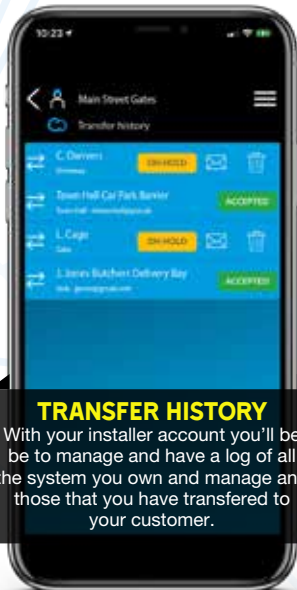 10:23
Main Street Gates
Transfer history
C. Danvers
ON-HOLD
Town Hall Car Park Barrier
ACCEPTED
L. Cage
ON-HOLD
Gate
J. Jones Butchers Delivery Bay
ACCEPTED
TRANSFER HISTORY
With your installer account you'll be
be to manage and have a log of all
the system you own and manage an
those that you have transfered to
your customer.